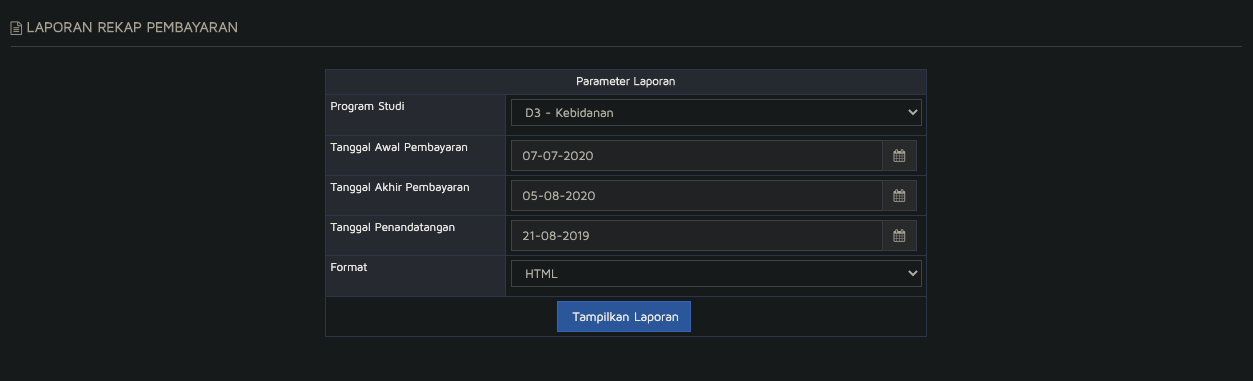 LAPORAN REKAP PEMBAYARAN
Parameter Laporan
Program Studi
D3 - Kebidanan
Tanggal Awal Pembayaran
07-07-2020
Tanggal Akhir Pembayaran
05-08-2020
Tanggal Penandatangan
21-08-2019
Format
HTML
Tampilkan Laporan